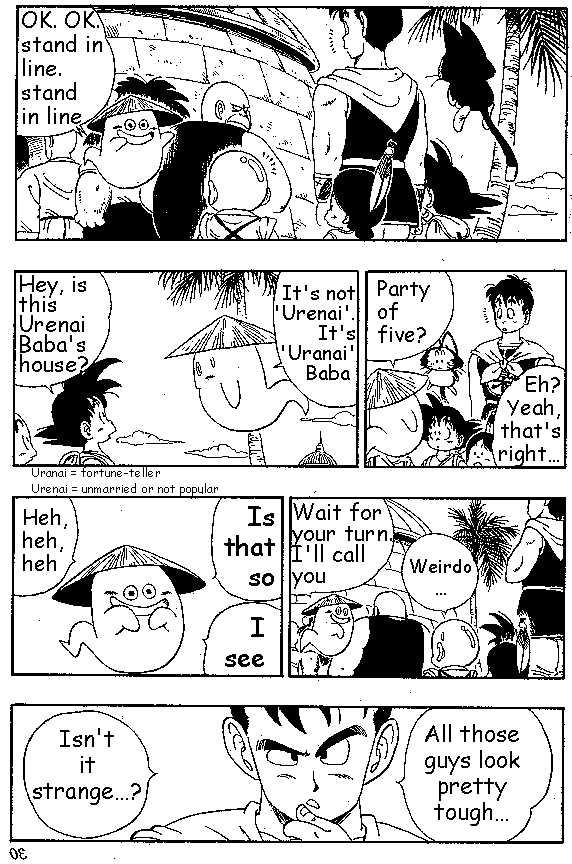 OK. OK.
stand in
line.
stand
in line
Hey, is
this
Urenai
Baba's
house?
It's not
'Urenai'.
It's
'Uranai'
Baba
Party
of
five?
Eh?
Yeah,
that's
right...
Uranai = fortune-teller
Urenai = unmarried or not popular
Heh,
heh,
heh
Is
that
so
I
see
Wait for
your turn.
I'll call
you
Weirdo
...
All those
guys look
pretty
tough...
Isn't
it
strange...?
30